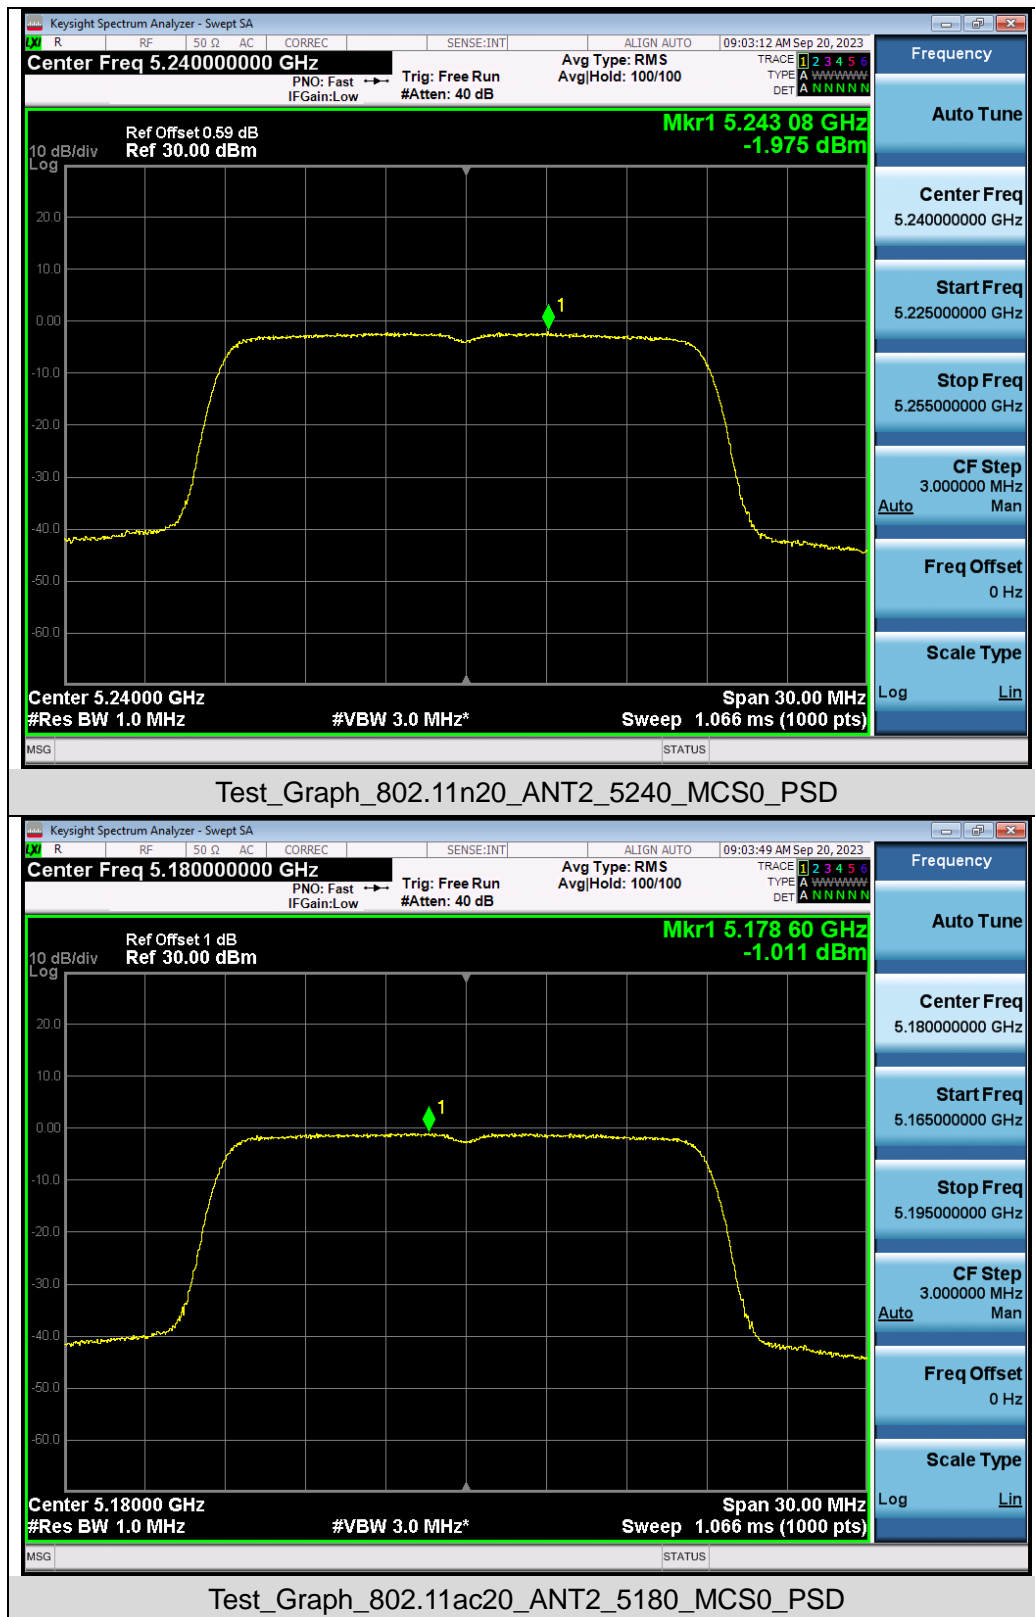 Keysight Spectrum Analyzer - Swept SA
LXI R RF 50 Ω AC CORREC SENSE:INT ALIGN AUTO 09:03:12 AM Sep 20, 2023
Center Freq 5.240000000 GHz
PNO: Fast
IFGain:Low
Trig: Free Run
#Atten: 40 dB
Avg Type: RMS
Avg|Hold: 100/100
TRACE 1 2 3 4 5 6
TYPE A WWWWW
DET A N N N N N
Ref Offset 0.59 dB
Ref 30.00 dBm
10 dB/div
Log
Mkr1 5.243 08 GHz
-1.975 dBm
20.0
10.0
0.00
-10.0
-20.0
-30.0
-40.0
-50.0
-60.0
1
Center 5.24000 GHz
#Res BW 1.0 MHz
#VBW 3.0 MHz*
Span 30.00 MHz
Sweep 1.066 ms (1000 pts)
MSG STATUS
Frequency
Auto Tune
Center Freq
5.240000000 GHz
Start Freq
5.225000000 GHz
Stop Freq
5.255000000 GHz
CF Step
3.000000 MHz
Auto Man
Freq Offset
0 Hz
Scale Type
Log Lin
Test_Graph_802.11n20_ANT2_5240_MCS0_PSD
Keysight Spectrum Analyzer - Swept SA
LXI R RF 50 Ω AC CORREC SENSE:INT ALIGN AUTO 09:03:49 AM Sep 20, 2023
Center Freq 5.180000000 GHz
PNO: Fast
IFGain:Low
Trig: Free Run
#Atten: 40 dB
Avg Type: RMS
Avg|Hold: 100/100
TRACE 1 2 3 4 5 6
TYPE A WWWWW
DET A N N N N N
Ref Offset 1 dB
Ref 30.00 dBm
10 dB/div
Log
Mkr1 5.178 60 GHz
-1.011 dBm
20.0
10.0
0.00
-10.0
-20.0
-30.0
-40.0
-50.0
-60.0
1
Center 5.18000 GHz
#Res BW 1.0 MHz
#VBW 3.0 MHz*
Span 30.00 MHz
Sweep 1.066 ms (1000 pts)
MSG STATUS
Frequency
Auto Tune
Center Freq
5.180000000 GHz
Start Freq
5.165000000 GHz
Stop Freq
5.195000000 GHz
CF Step
3.000000 MHz
Auto Man
Freq Offset
0 Hz
Scale Type
Log Lin
Test_Graph_802.11ac20_ANT2_5180_MCS0_PSD